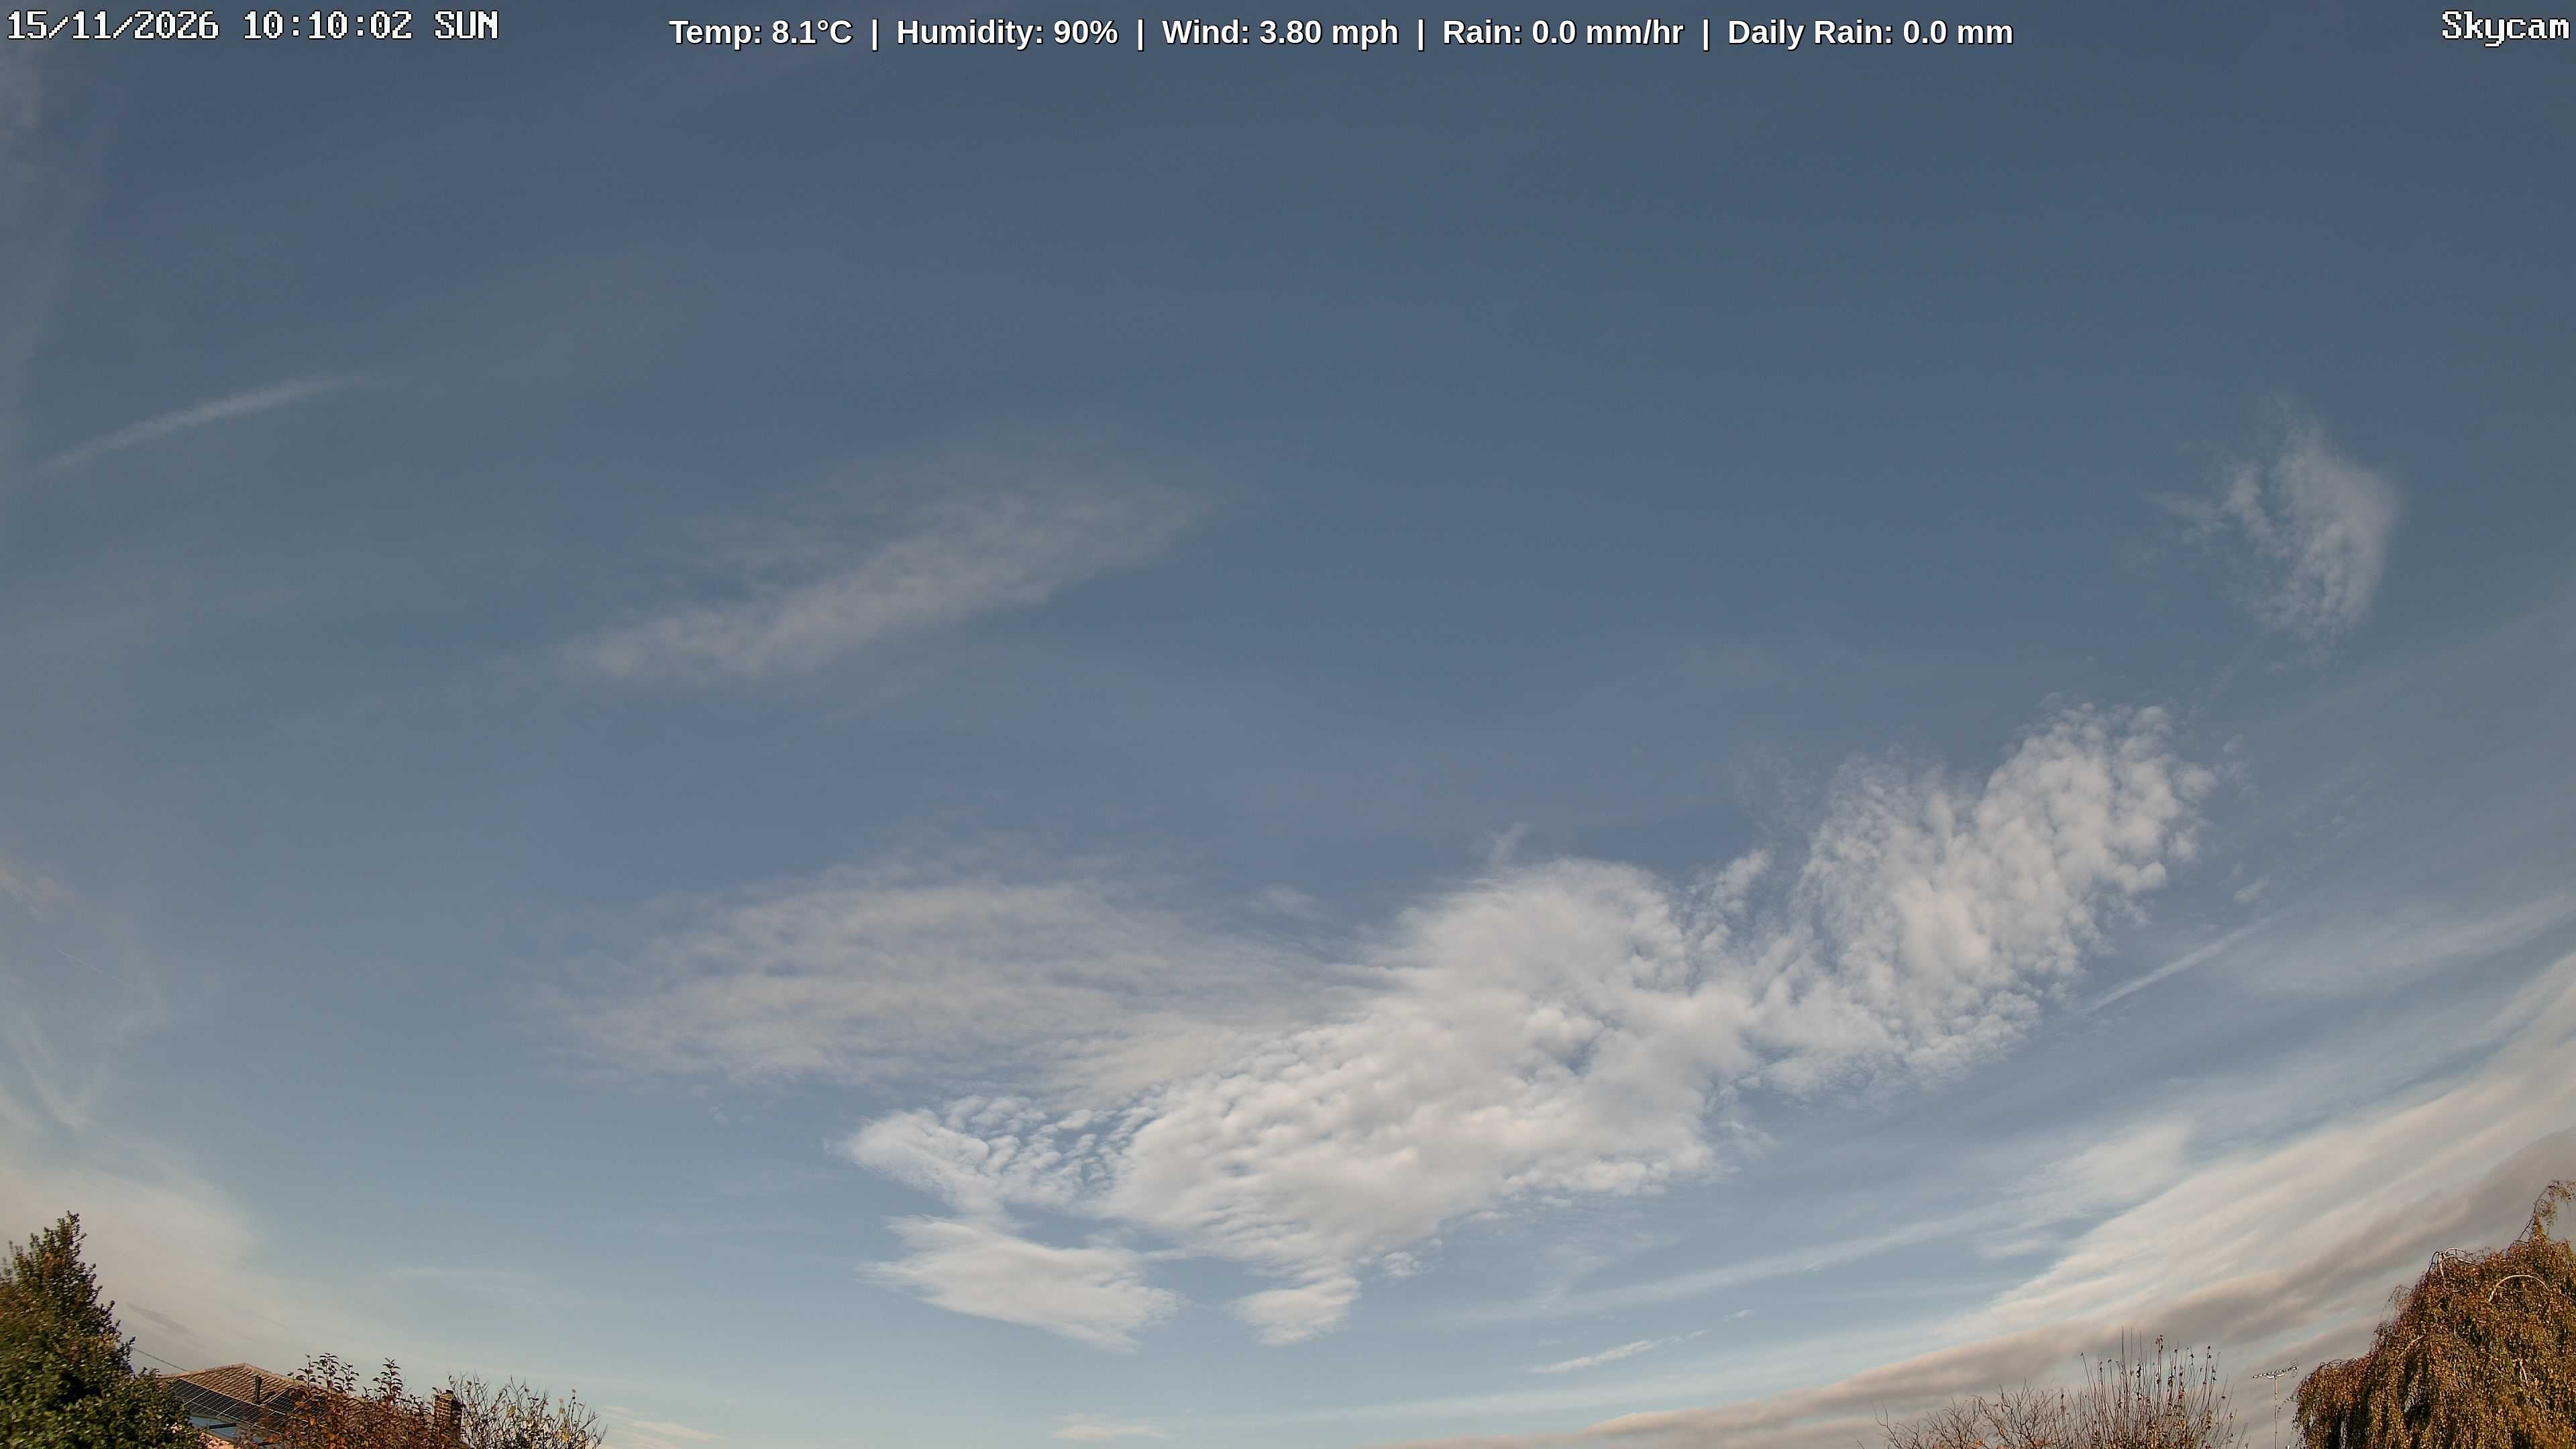 15/11/2026 10:10:02 SUN
Temp: 8.1°C | Humidity: 90% | Wind: 3.80 mph | Rain: 0.0 mm/hr | Daily Rain: 0.0 mm
Skycam